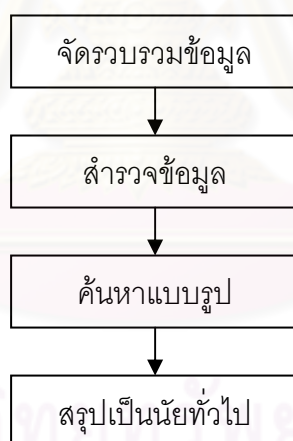 จัดรวบรวมข้อมูล
สำรวจข้อมูล
ค้นหาแบบรูป
สรุปเป็นนัยทั่วไป